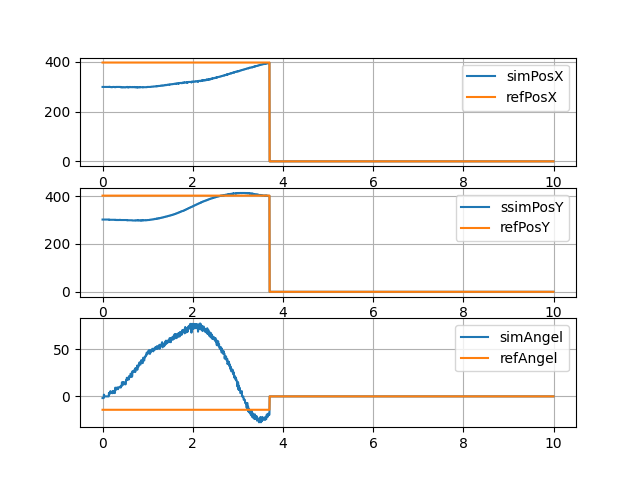 400
200
0
simPosX
refPosX
0 2 4 6 8 10
400
200
0
ssimPosY
refPosY
0 2 4 6 8 10
50
0
simAngel
refAngel
0 2 4 6 8 10